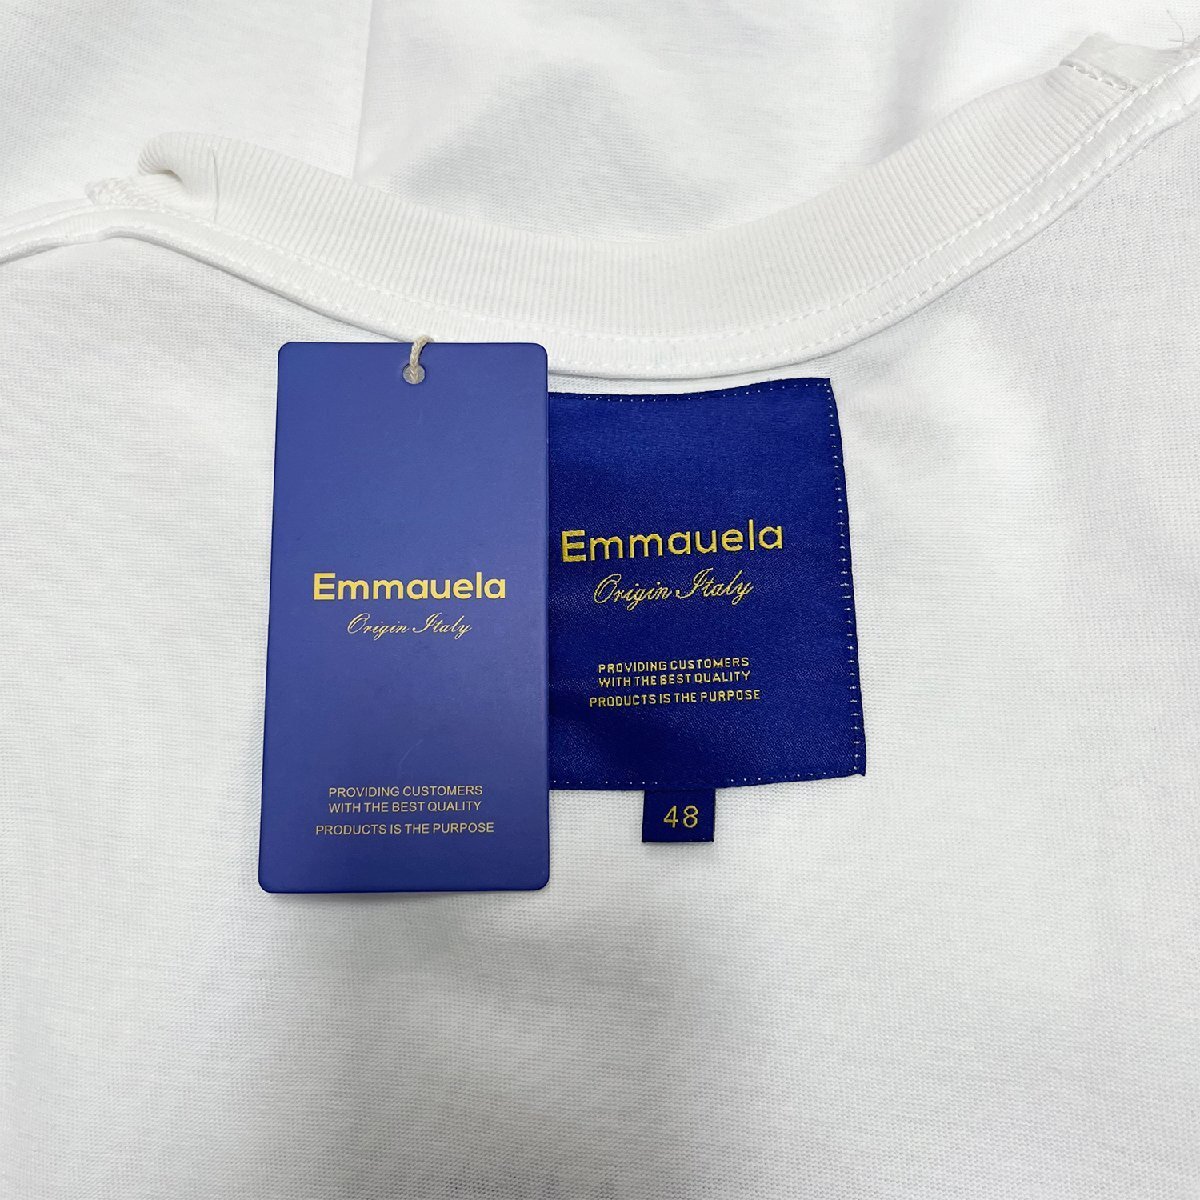 Emmauela
Origin Italy
PROVIDING CUSTOMERS
WITH THE BEST QUALITY
PRODUCTS IS THE PURPOSE
Emmauela
Origin Italy
PROVIDING CUSTOMERS
WITH THE BEST QUALITY
PRODUCTS IS THE PURPOSE
48